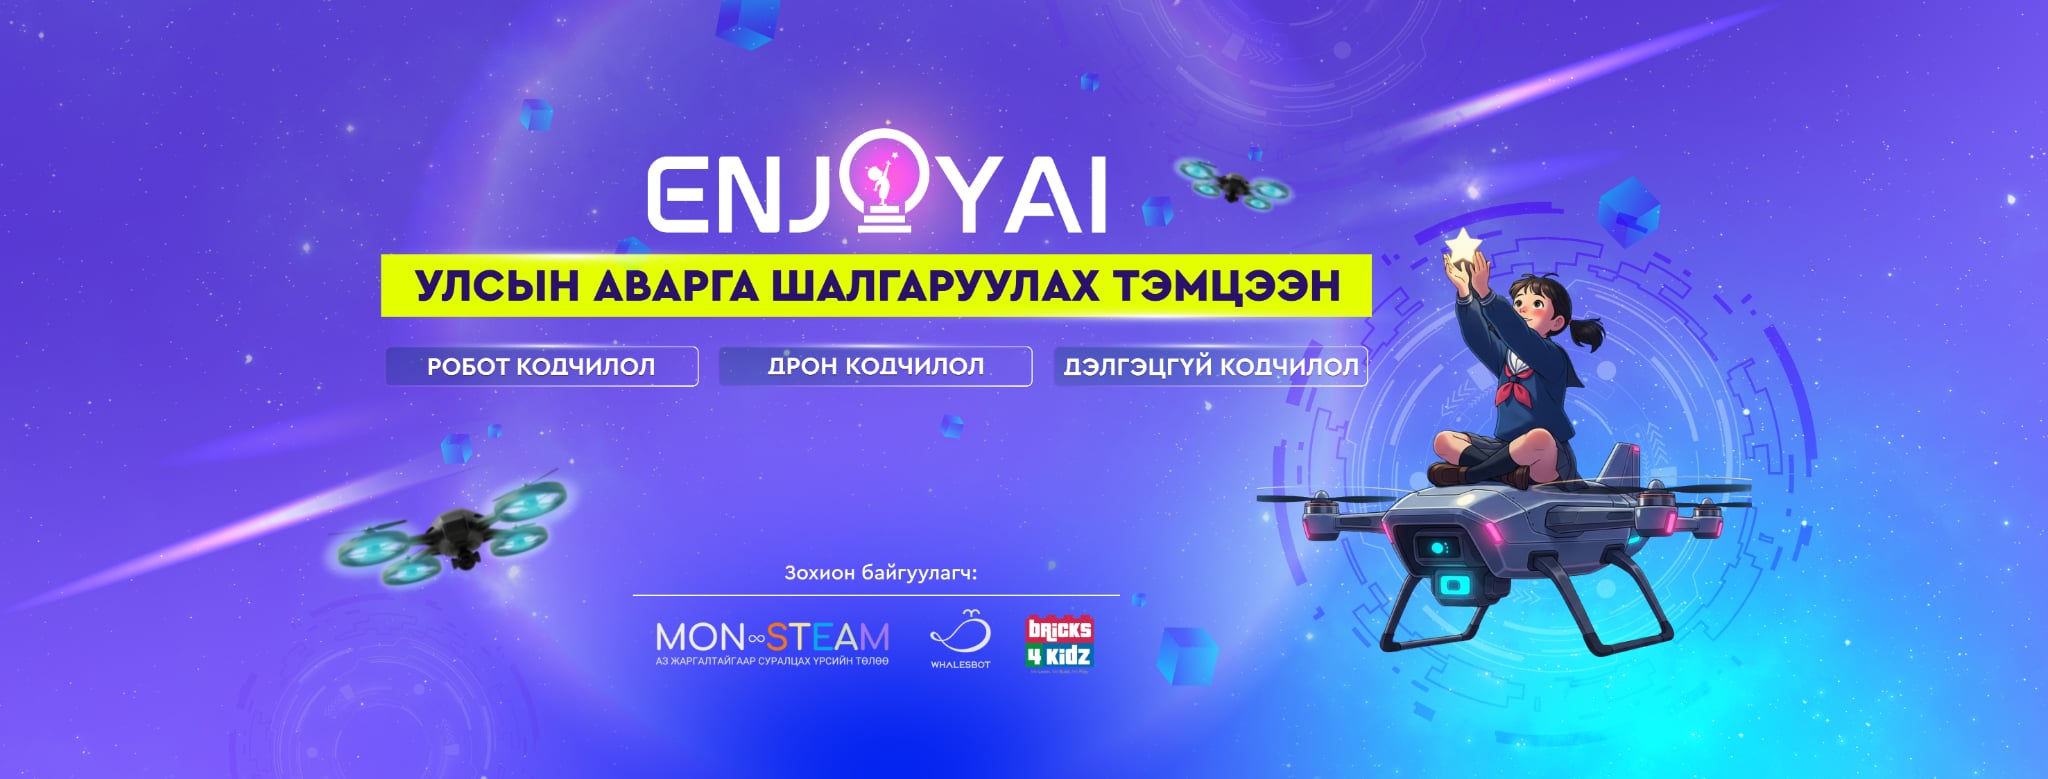 ENJOYAI
УЛСЫН АВАРГА ШАЛГАРУУЛАХ ТЭМЦЭЭН
РОБОТ КОДЧИЛОЛ
ДРОН КОДЧИЛОЛ
ДЭЛГЭЦГҮЙ КОДЧИЛОЛ
Зохион байгуулагч:
MON∞STEAM
АЗ ЖАРГАЛТАЙГААР СУРАЛЦАХ ҮРСИЙН ТӨЛӨӨ
WHALESBOT
BRICKS
4 KIDZ